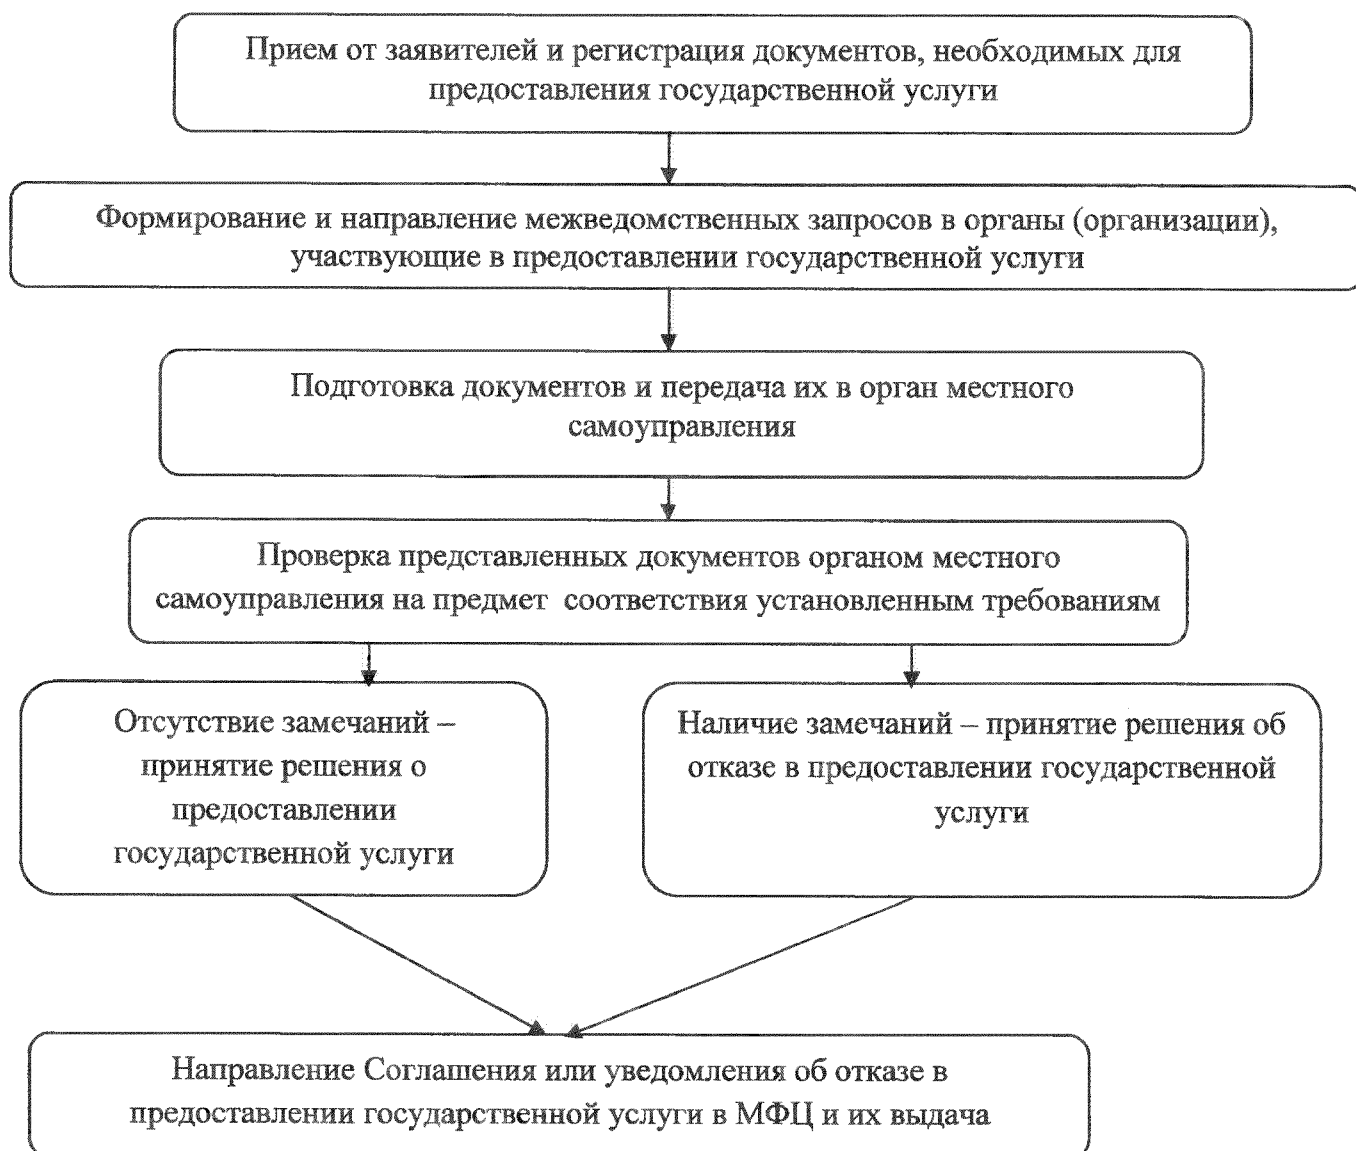 Прием от заявителей и регистрация документов, необходимых для
предоставления государственной услуги
Формирование и направление межведомственных запросов в органы (организации),
участвующие в предоставлении государственной услуги
Подготовка документов и передача их в орган местного
самоуправления
Проверка представленных документов органом местного
самоуправления на предмет соответствия установленным требованиям
Отсутствие замечаний –
принятие решения о
предоставлении
государственной услуги
Наличие замечаний – принятие решения об
отказе в предоставлении государственной
услуги
Направление Соглашения или уведомления об отказе в
предоставлении государственной услуги в МФЦ и их выдача